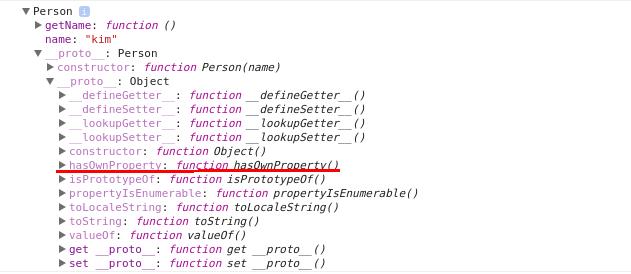 Person i
getName: function ()
name: "kim"
__proto__: Person
constructor: function Person(name)
__proto__: Object
__defineGetter__: function __defineGetter__()
__defineSetter__: function __defineSetter__()
__lookupGetter__: function __lookupGetter__()
__lookupSetter__: function __lookupSetter__()
constructor: function Object()
hasOwnProperty: function hasOwnProperty()
isPrototypeOf: function isPrototypeOf()
propertyIsEnumerable: function propertyIsEnumerable()
toLocaleString: function toLocaleString()
toString: function toString()
valueOf: function valueOf()
get __proto__: function get __proto__()
set __proto__: function set __proto__()